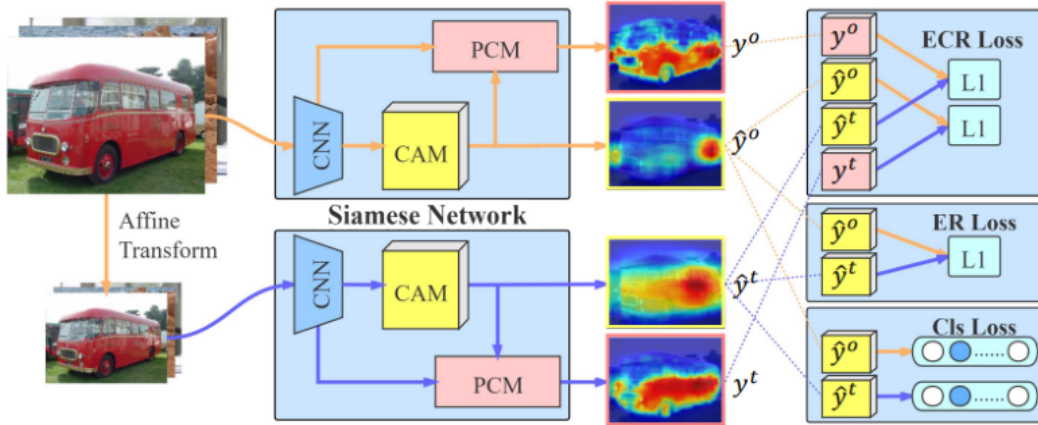 PCM
CNN
CAM
y^o
ŷ^o
Siamese Network
Affine
Transform
CNN
CAM
PCM
ŷ^t
y^t
ECR Loss
y^o
L1
ŷ^o
ŷ^t
L1
y^t
ER Loss
ŷ^o
L1
ŷ^t
Cls Loss
ŷ^o
......
ŷ^t
......